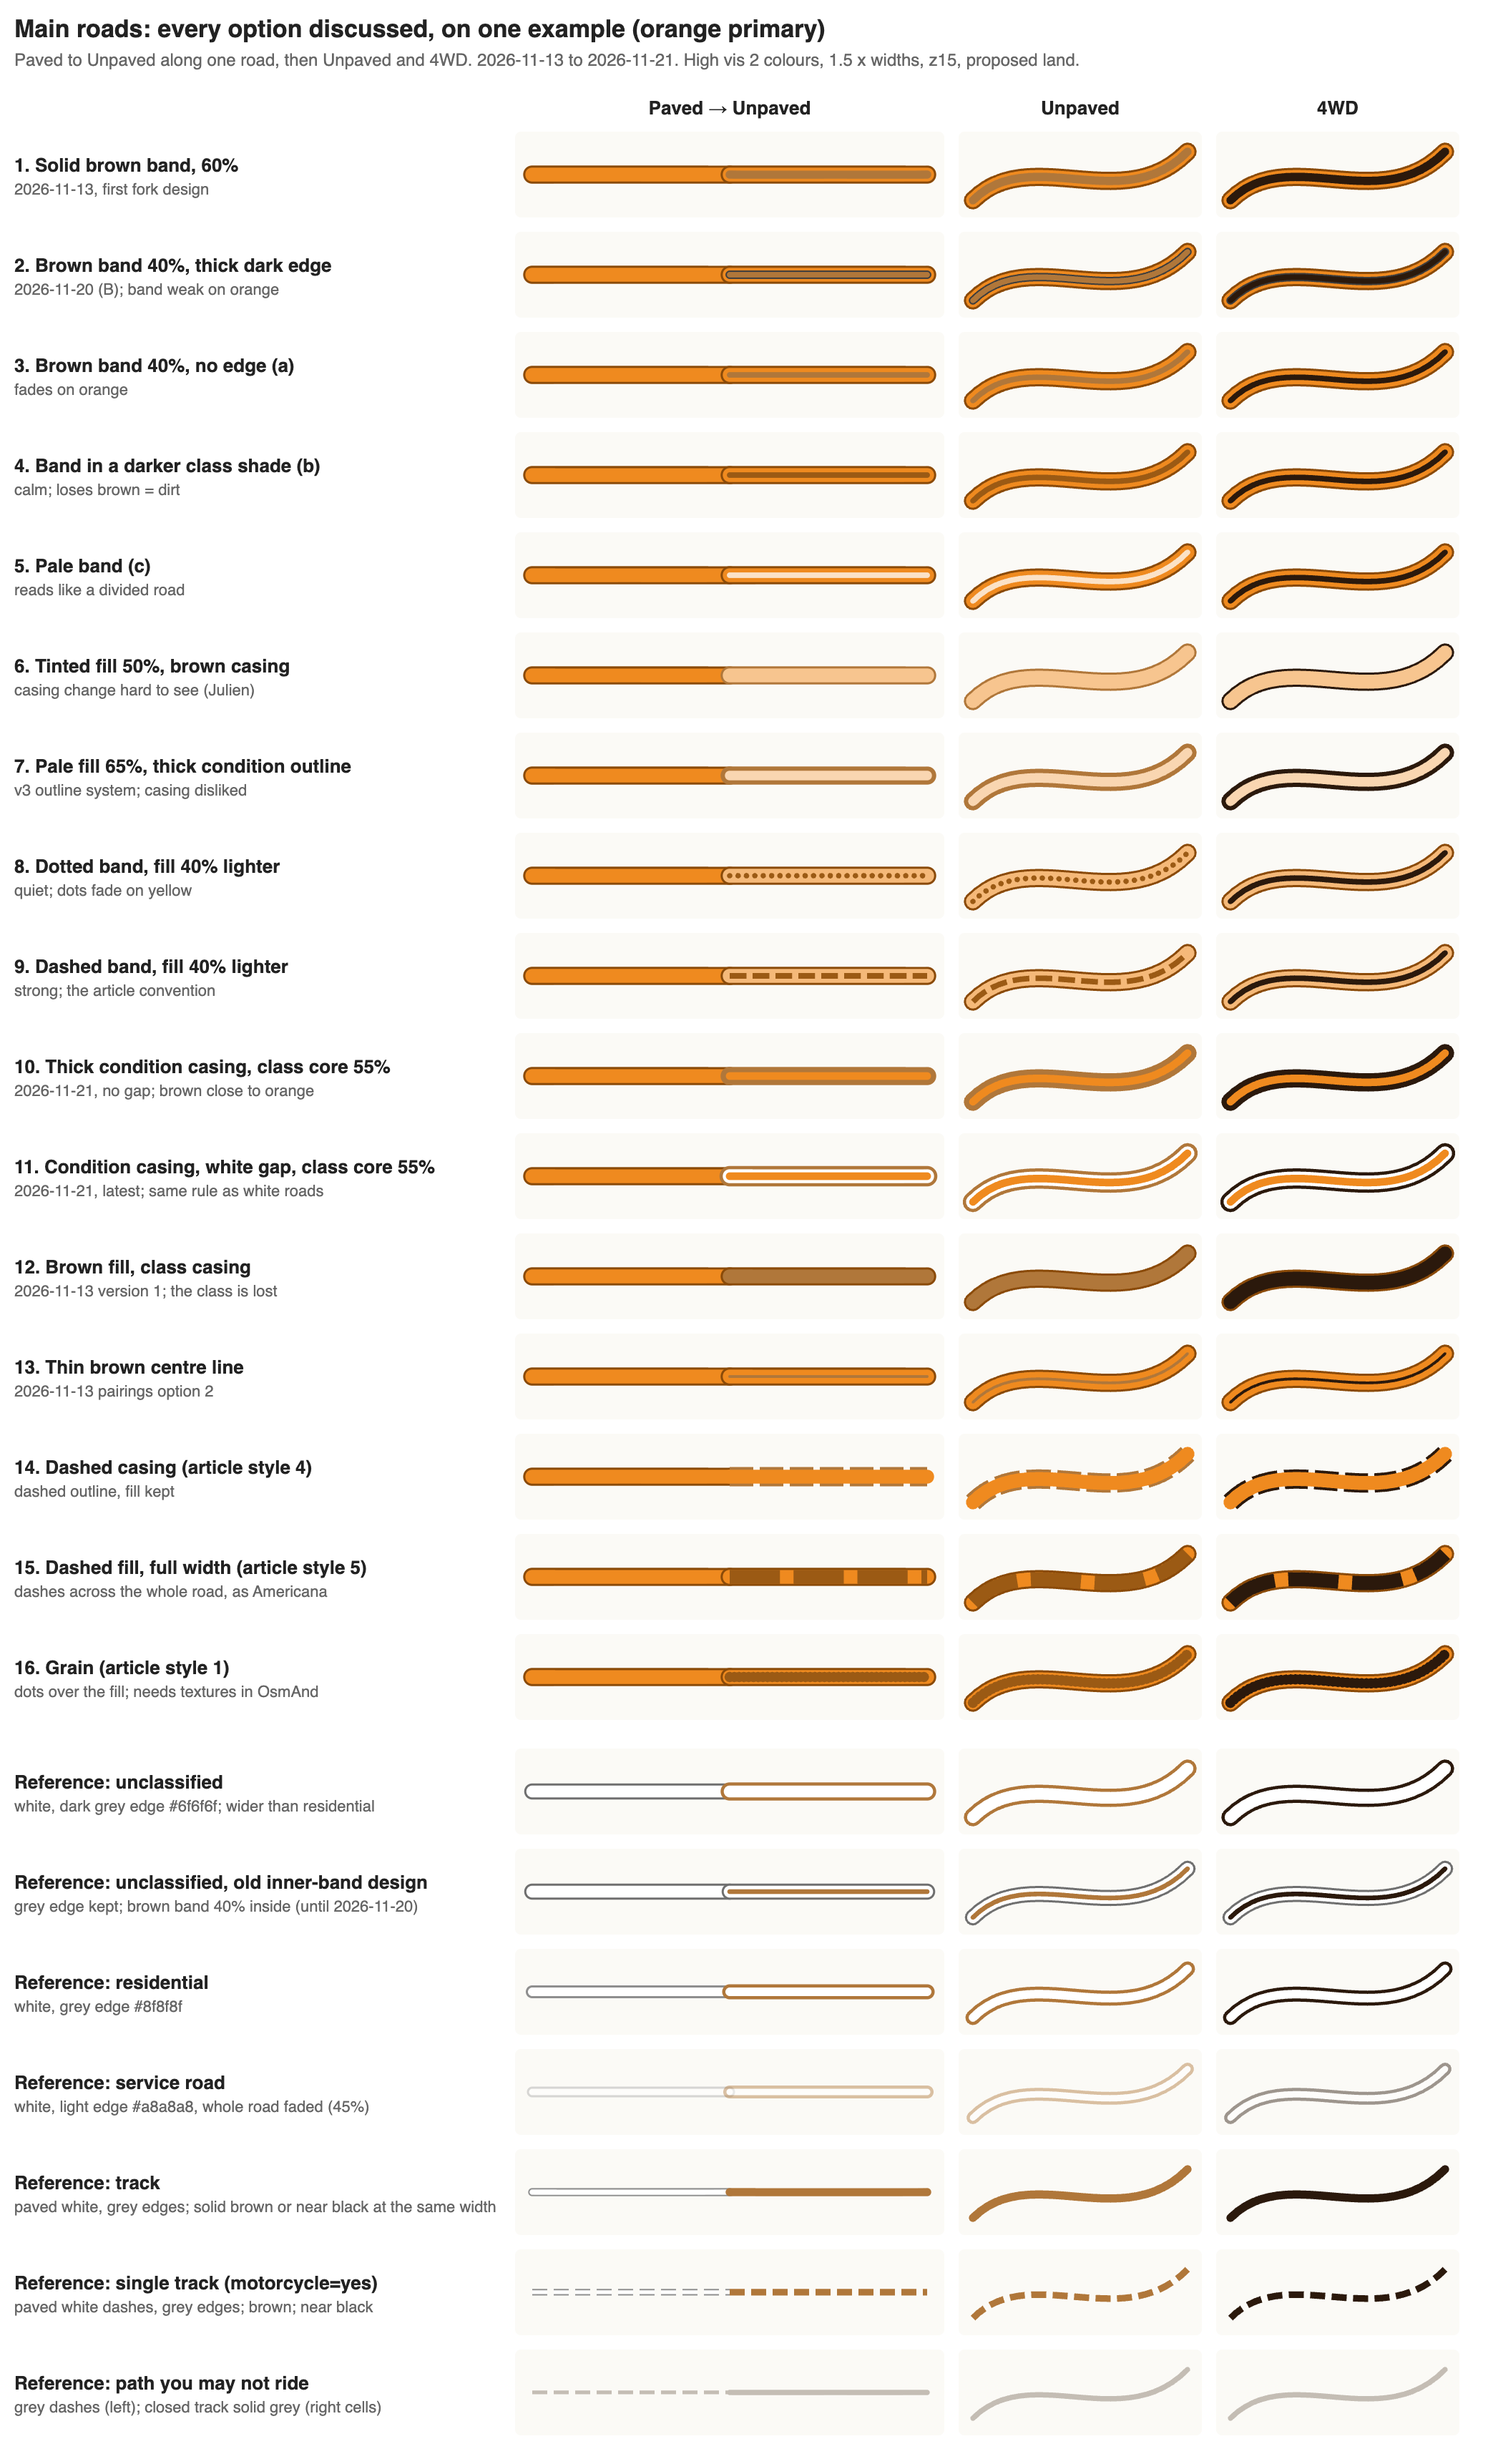 Main roads: every option discussed, on one example (orange primary)
Paved to Unpaved along one road, then Unpaved and 4WD. 2026-11-13 to 2026-11-21. High vis 2 colours, 1.5 x widths, z15, proposed land.
Paved → Unpaved
Unpaved
4WD
1. Solid brown band, 60%
2026-11-13, first fork design
2. Brown band 40%, thick dark edge
2026-11-20 (B); band weak on orange
3. Brown band 40%, no edge (a)
fades on orange
4. Band in a darker class shade (b)
calm; loses brown = dirt
5. Pale band (c)
reads like a divided road
6. Tinted fill 50%, brown casing
casing change hard to see (Julien)
7. Pale fill 65%, thick condition outline
v3 outline system; casing disliked
8. Dotted band, fill 40% lighter
quiet; dots fade on yellow
9. Dashed band, fill 40% lighter
strong; the article convention
10. Thick condition casing, class core 55%
2026-11-21, no gap; brown close to orange
11. Condition casing, white gap, class core 55%
2026-11-21, latest; same rule as white roads
12. Brown fill, class casing
2026-11-13 version 1; the class is lost
13. Thin brown centre line
2026-11-13 pairings option 2
14. Dashed casing (article style 4)
dashed outline, fill kept
15. Dashed fill, full width (article style 5)
dashes across the whole road, as Americana
16. Grain (article style 1)
dots over the fill; needs textures in OsmAnd
Reference: unclassified
white, dark grey edge #6f6f6f; wider than residential
Reference: unclassified, old inner-band design
grey edge kept; brown band 40% inside (until 2026-11-20)
Reference: residential
white, grey edge #8f8f8f
Reference: service road
white, light edge #a8a8a8, whole road faded (45%)
Reference: track
paved white, grey edges; solid brown or near black at the same width
Reference: single track (motorcycle=yes)
paved white dashes, grey edges; brown; near black
Reference: path you may not ride
grey dashes (left); closed track solid grey (right cells)